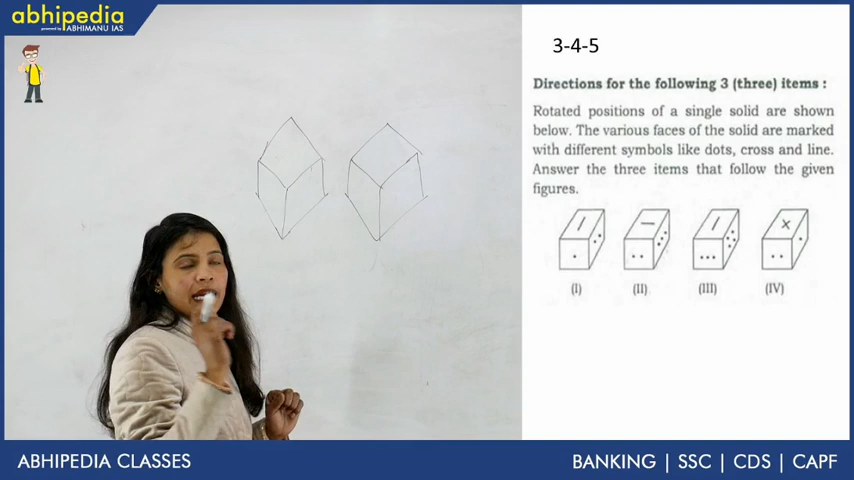 abhipedia
powered by ABHIMANU IAS
3-4-5
Directions for the following 3 (three) items :
Rotated positions of a single solid are shown
below. The various faces of the solid are marked
with different symbols like dots, cross and line.
Answer the three items that follow the given
figures.
(I) (II) (III) (IV)
ABHIPEDIA CLASSES
BANKING | SSC | CDS | CAPF